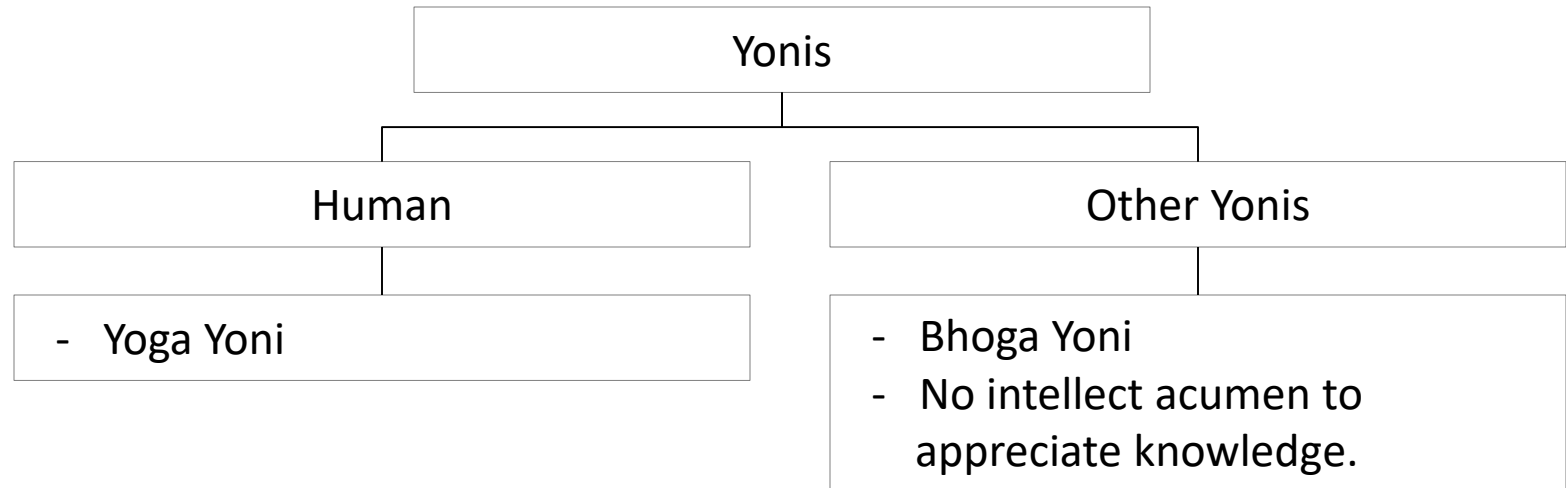 Yonis
Human
Other Yonis
- Yoga Yoni
- Bhoga Yoni
- No intellect acumen to
appreciate knowledge.